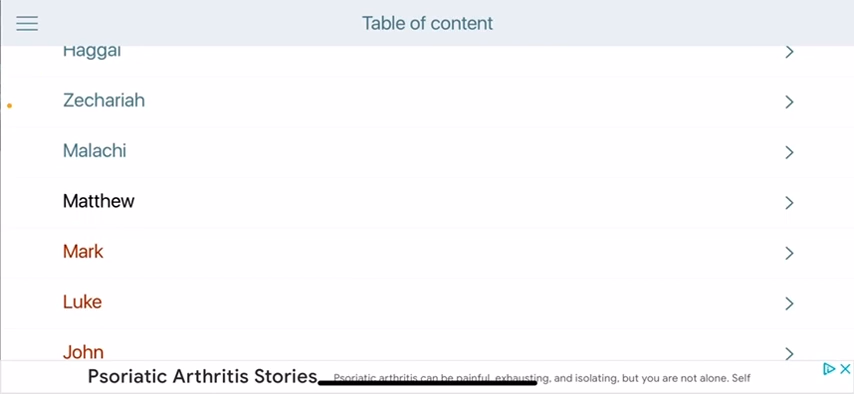 Table of content
Haggai
Zechariah
Malachi
Matthew
Mark
Luke
John
Psoriatic Arthritis Stories
Psoriatic arthritis can be painful, exhausting, and isolating, but you are not alone. Self